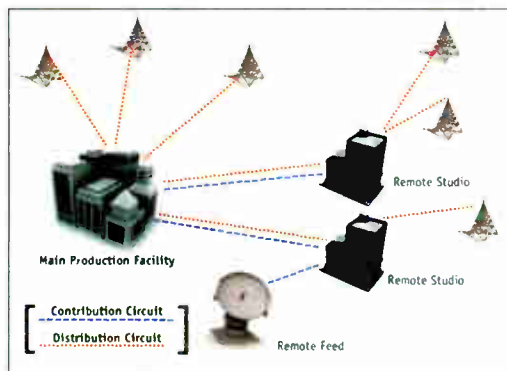 Remote Studio
Main Production Facility
Remote Studio
Contribution Circuit
Distribution Circuit
Remote Feed